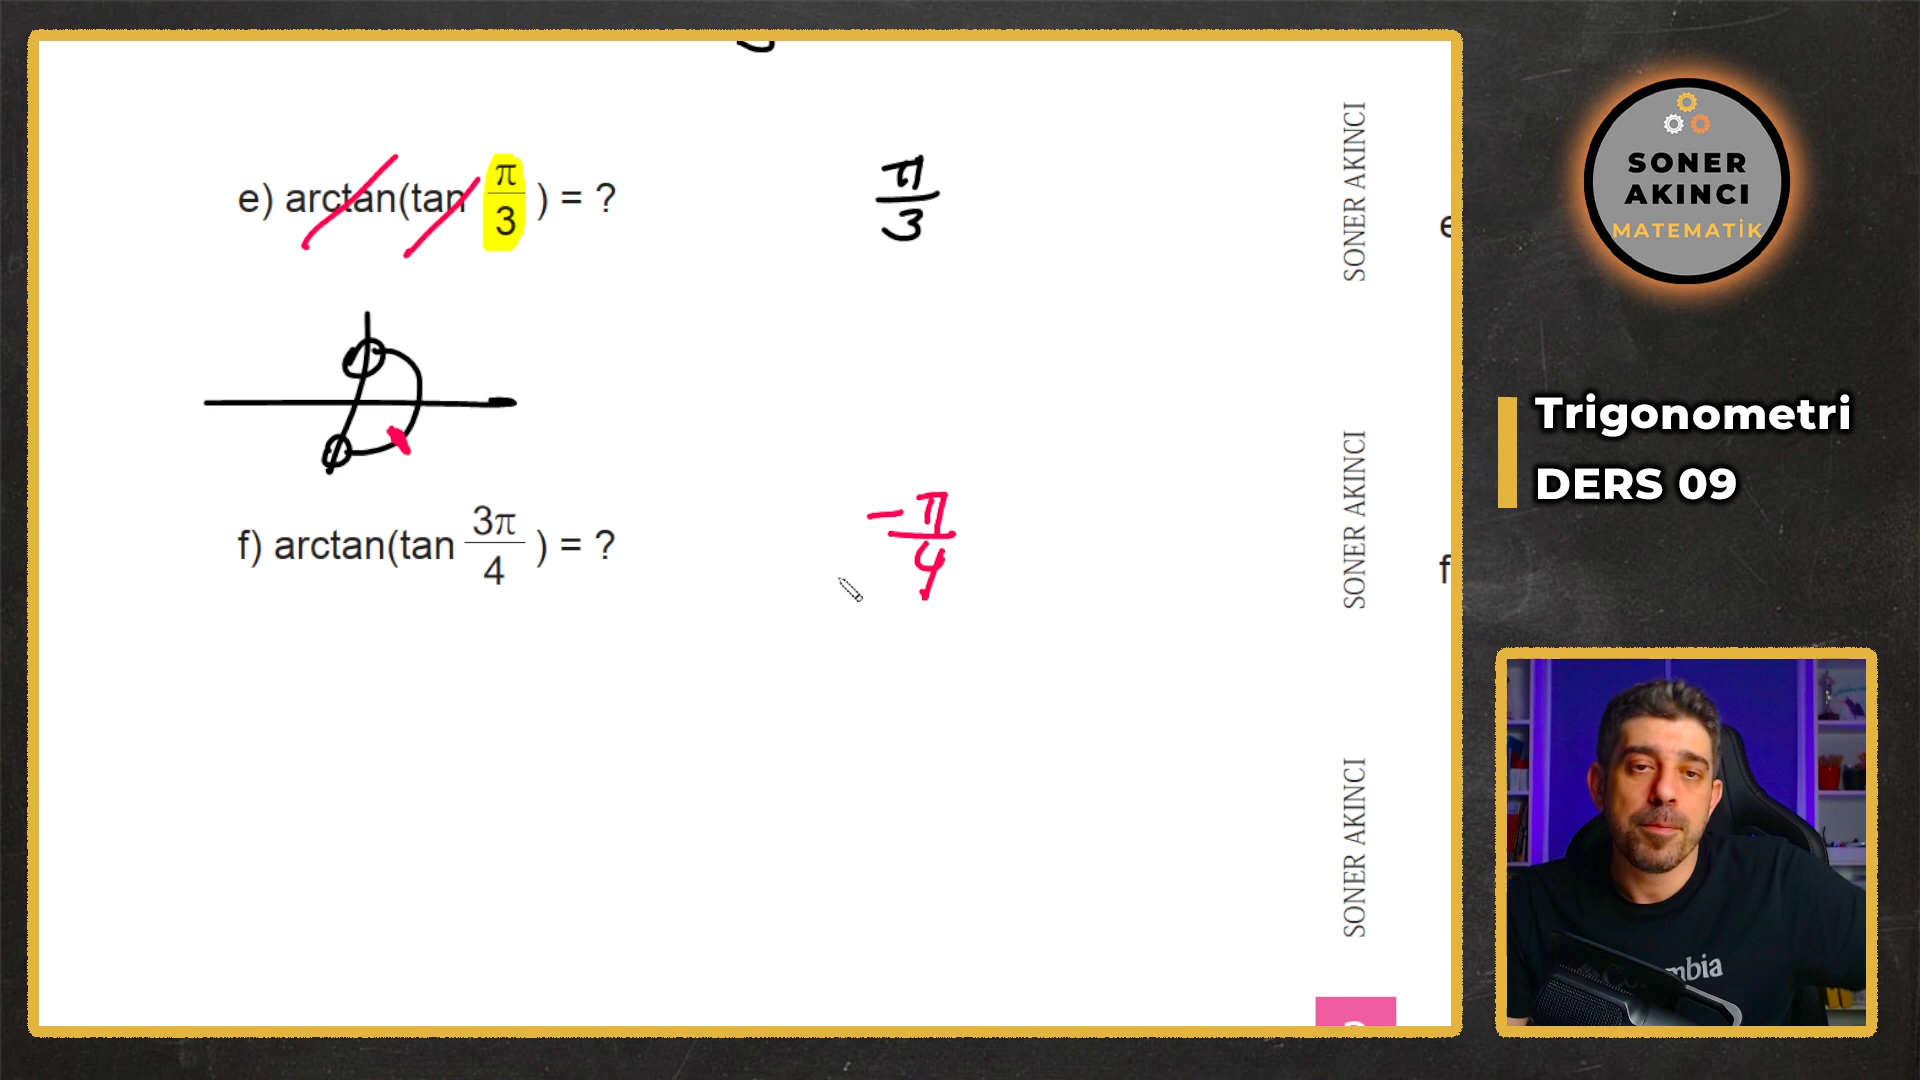 e) arctan(tan π/3 ) = ?
π/3
f) arctan(tan 3π/4 ) = ?
-π/4
SONER AKINCI
SONER AKINCI
SONER AKINCI
e
f
SONER
AKINCI
MATEMATİK
Trigonometri
DERS 09
mbia